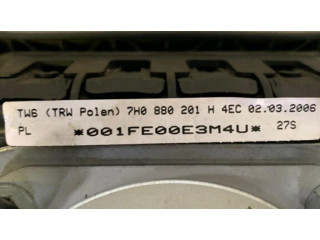 TW6 (TRW Polen) 7H0 880 201 H 4EC 02.03.2006
PL *001FE00E3M4U* 27S